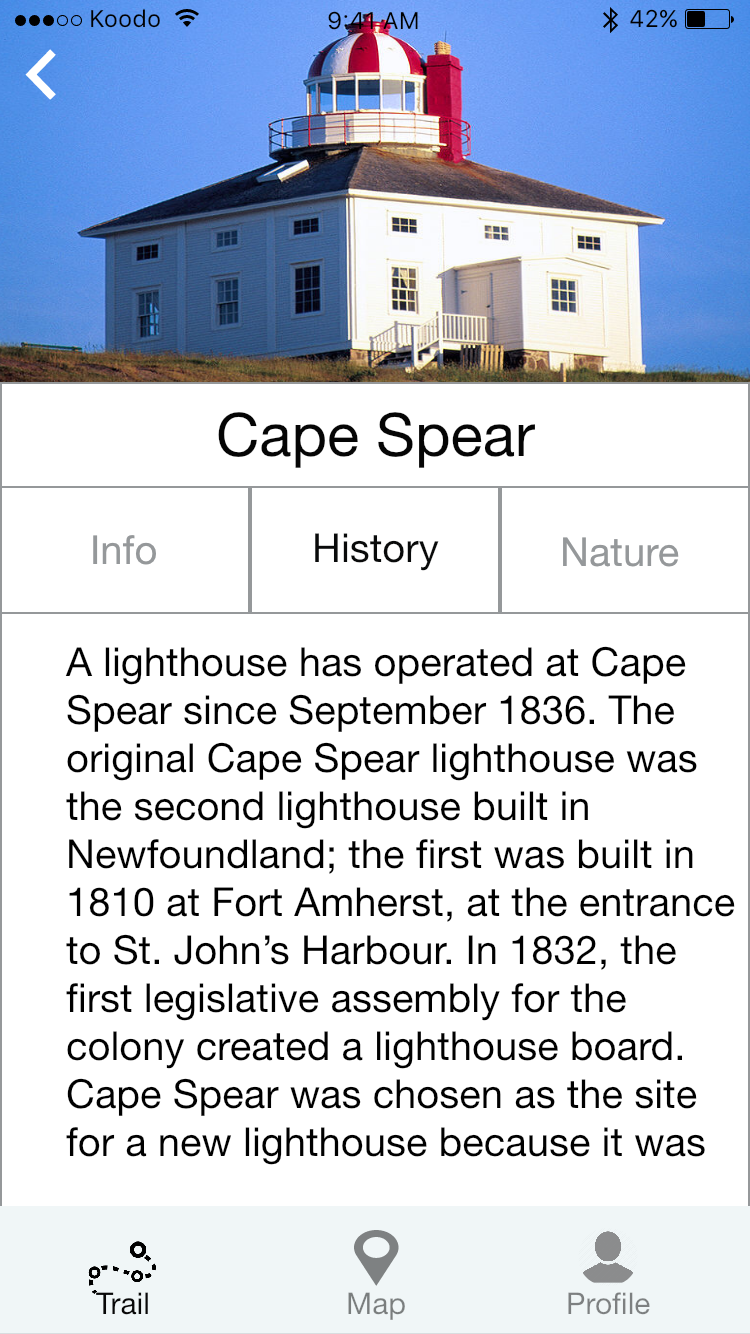 Koodo 9:41 AM 42%
Cape Spear
Info History Nature
A lighthouse has operated at Cape
Spear since September 1836. The
original Cape Spear lighthouse was
the second lighthouse built in
Newfoundland; the first was built in
1810 at Fort Amherst, at the entrance
to St. John’s Harbour. In 1832, the
first legislative assembly for the
colony created a lighthouse board.
Cape Spear was chosen as the site
for a new lighthouse because it was
Trail Map Profile